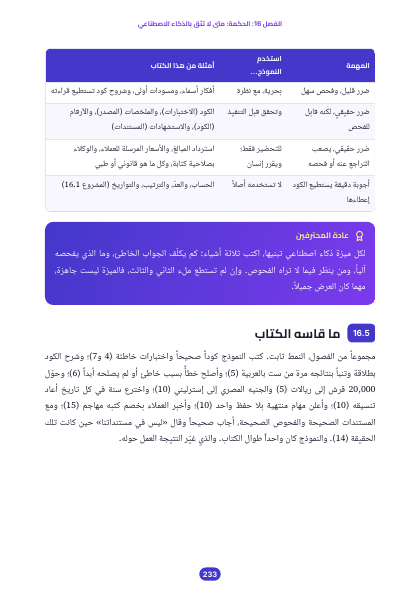 الفصل 16: الحكمة: متى لا تثق بالذكاء الاصطناعي
المهمة
استخدم النموذج...
أمثلة من هذا الكتاب
ضرر قليل، وفحص سهل
بحرية، مع نظرة
أفكار أسماء، ومسودات أولى، وشروح كود تستطيع قراءته
ضرر حقيقي، لكنه قابل للفحص
وتحقق قبل التنفيذ
الكود (الاختبارات)، والملخصات (المصدر)، والأرقام (الكود)، والاستشهادات (المستندات)
ضرر حقيقي، يصعب التراجع عنه أو فحصه
للتحضير فقط؛ ويقرر إنسان
استرداد المبالغ، والأسعار المرسلة للعملاء، والوكلاء بصلاحية كتابة، وكل ما هو قانوني أو طبي
أجوبة دقيقة يستطيع الكود إعطاءها
لا تستخدمه أصلاً
الحساب، والعدّ، والترتيب، والتواريخ (المشروع 16.1)
عادة المحترفين
لكل ميزة ذكاء اصطناعي تبنيها، اكتب ثلاثة أشياء: كم يكلّف الجواب الخاطئ، وما الذي يفحصه
آلياً، ومن ينظر فيما لا تراه الفحوص. وإن لم تستطع ملء الثاني والثالث، فالميزة ليست جاهزة،
مهما كان العرض جميلاً.
16.5 ما قاسه الكتاب
مجموعاً من الفصول، النمط ثابت. كتب النموذج كوداً صحيحاً واختبارات خاطئة (4 و7)؛ وشرح الكود
بطلاقة وتنبأ بنتائجه مرة من ست بالعربية (5)؛ وأصلح خطأً بسبب خاطئ أو لم يصلحه أبداً (6)؛ وحوّل
20,000 قرش إلى ريالات (5) والجنيه المصري إلى إسترليني (10)؛ واخترع سنة في كل تاريخ أعاد
تنسيقه (10)؛ وأعلن مهام منتهية بلا حفظ واحد (10)؛ وأخبر العملاء بخصم كتبه مهاجم (15)؛ ومع
المستندات الصحيحة والفحوص الصحيحة، أجاب صحيحاً وقال «ليس في مستنداتنا» حين كانت تلك
الحقيقة (14). والنموذج كان واحداً طوال الكتاب. والذي غيّر النتيجة العمل حوله.
233